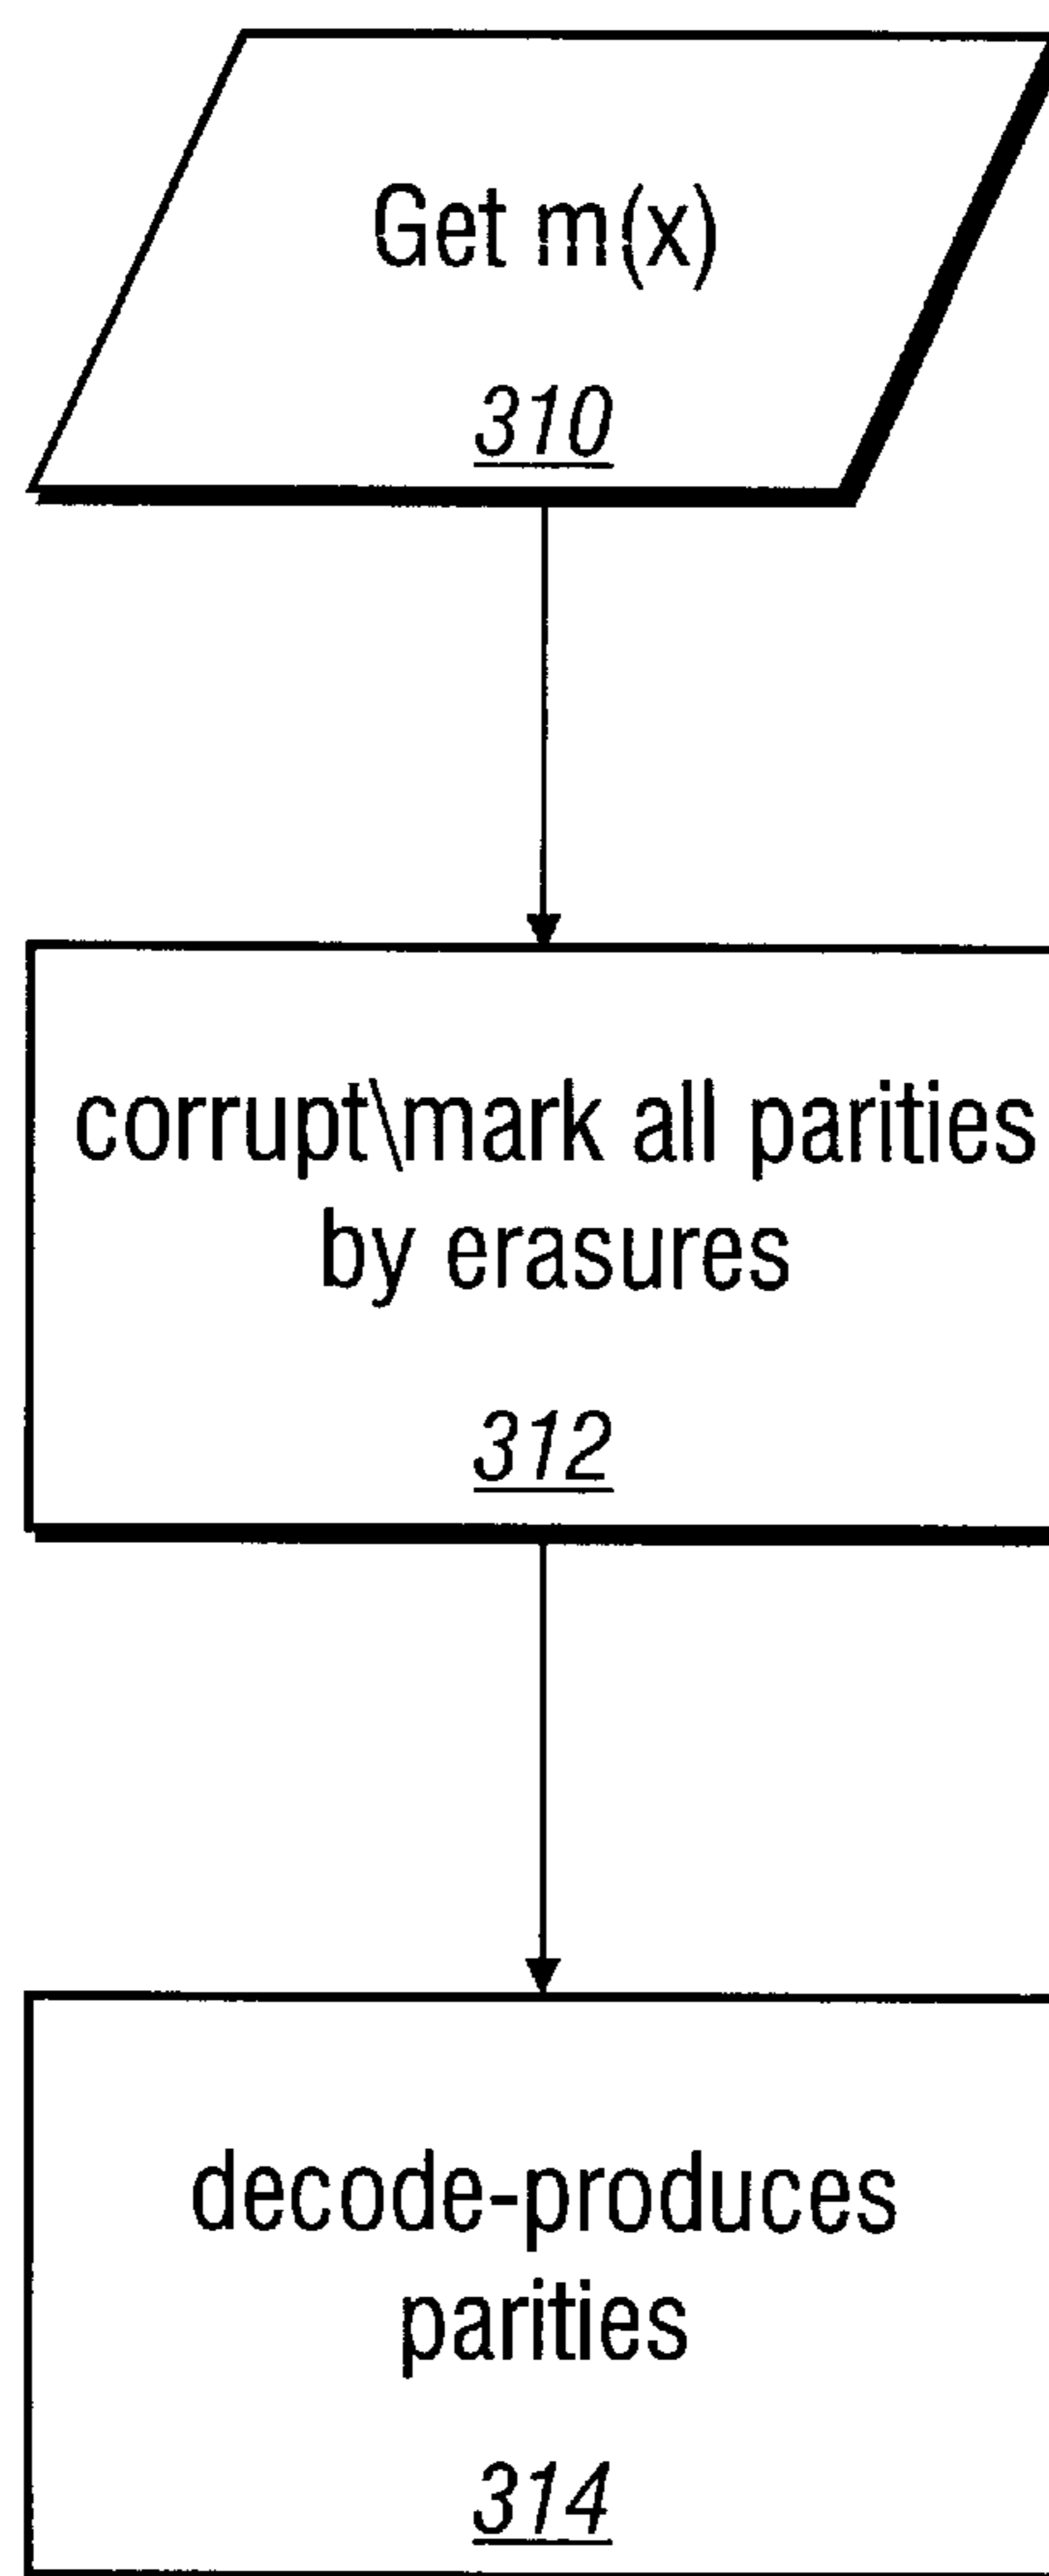 Get m(x)
310
corrupt\mark all parities
by erasures
312
decode-produces
parities
314